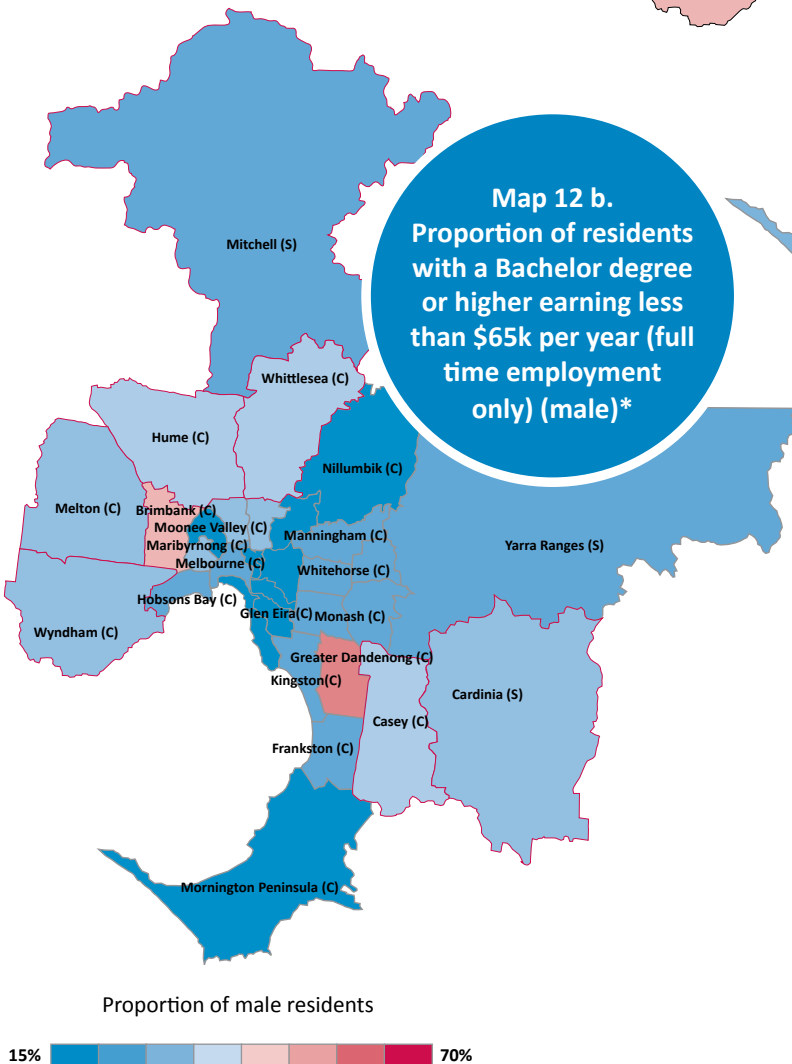 Map 12 b.
Proportion of residents
with a Bachelor degree
or higher earning less
than $65k per year (full
time employment
only) (male)*
Mitchell (S)
Whittlesea (C)
Hume (C)
Nillumbik (C)
Melton (C)
Brimbank (C)
Moonee Valley (C)
Maribyrnong (C)
Manningham (C)
Melbourne (C)
Whitehorse (C)
Yarra Ranges (S)
Hobsons Bay (C)
Glen Eira(C)
Monash (C)
Wyndham (C)
Greater Dandenong (C)
Kingston(C)
Cardinia (S)
Casey (C)
Frankston (C)
Mornington Peninsula (C)
Proportion of male residents
15% 70%